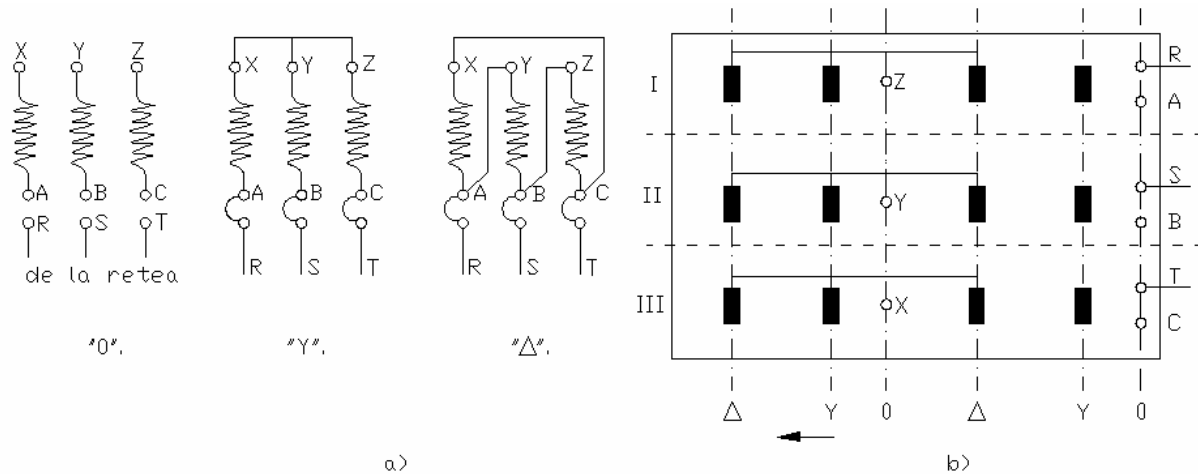 X Y Z
A B C
R S T
de la retea
"0".
X Y Z
A B C
R S T
"Y".
X Y Z
A B C
R S T
"Δ".
a)
I Z R
A
II Y S
B
III X T
C
Δ Y 0 Δ Y 0
b)